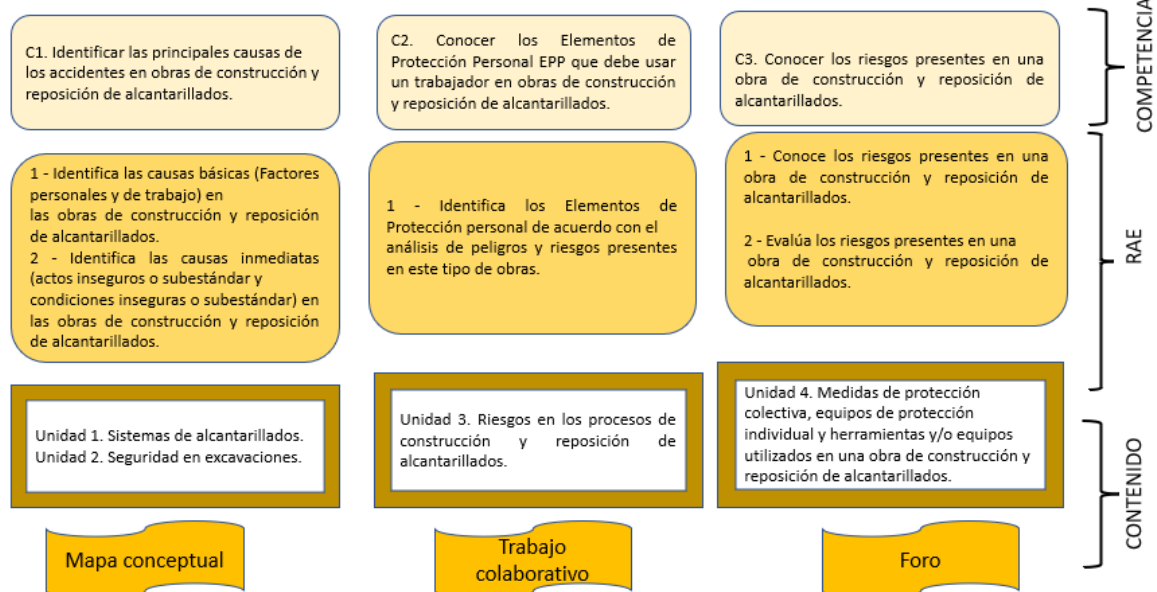 C1. Identificar las principales causas de
los accidentes en obras de construcción y
reposición de alcantarillados.
C2. Conocer los Elementos de
Protección Personal EPP que debe usar
un trabajador en obras de construcción
y reposición de alcantarillados.
C3. Conocer los riesgos presentes en una
obra de construcción y reposición de
alcantarillados.
COMPETENCIA
1 - Identifica las causas básicas (Factores
personales y de trabajo) en
las obras de construcción y reposición
de alcantarillados.
2 - Identifica las causas inmediatas
(actos inseguros o subestándar y
condiciones inseguras o subestándar) en
las obras de construcción y reposición
de alcantarillados.
1 - Identifica los Elementos de
Protección personal de acuerdo con el
análisis de peligros y riesgos presentes
en este tipo de obras.
1 - Conoce los riesgos presentes en una
obra de construcción y reposición de
alcantarillados.
2 - Evalúa los riesgos presentes en una
obra de construcción y reposición de
alcantarillados.
RAE
Unidad 1. Sistemas de alcantarillados.
Unidad 2. Seguridad en excavaciones.
Unidad 3. Riesgos en los procesos de
construcción y reposición de
alcantarillados.
Unidad 4. Medidas de protección
colectiva, equipos de protección
individual y herramientas y/o equipos
utilizados en una obra de construcción y
reposición de alcantarillados.
CONTENIDO
Mapa conceptual
Trabajo
colaborativo
Foro